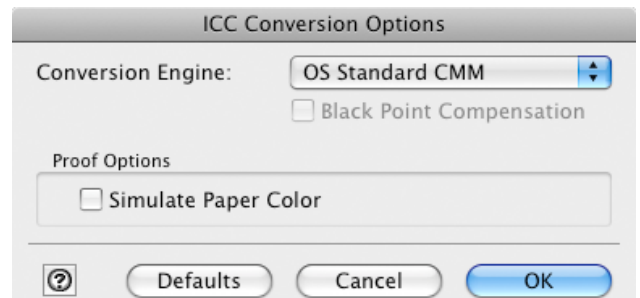 ICC Conversion Options
Conversion Engine: OS Standard CMM
Black Point Compensation
Proof Options
Simulate Paper Color
? Defaults Cancel OK